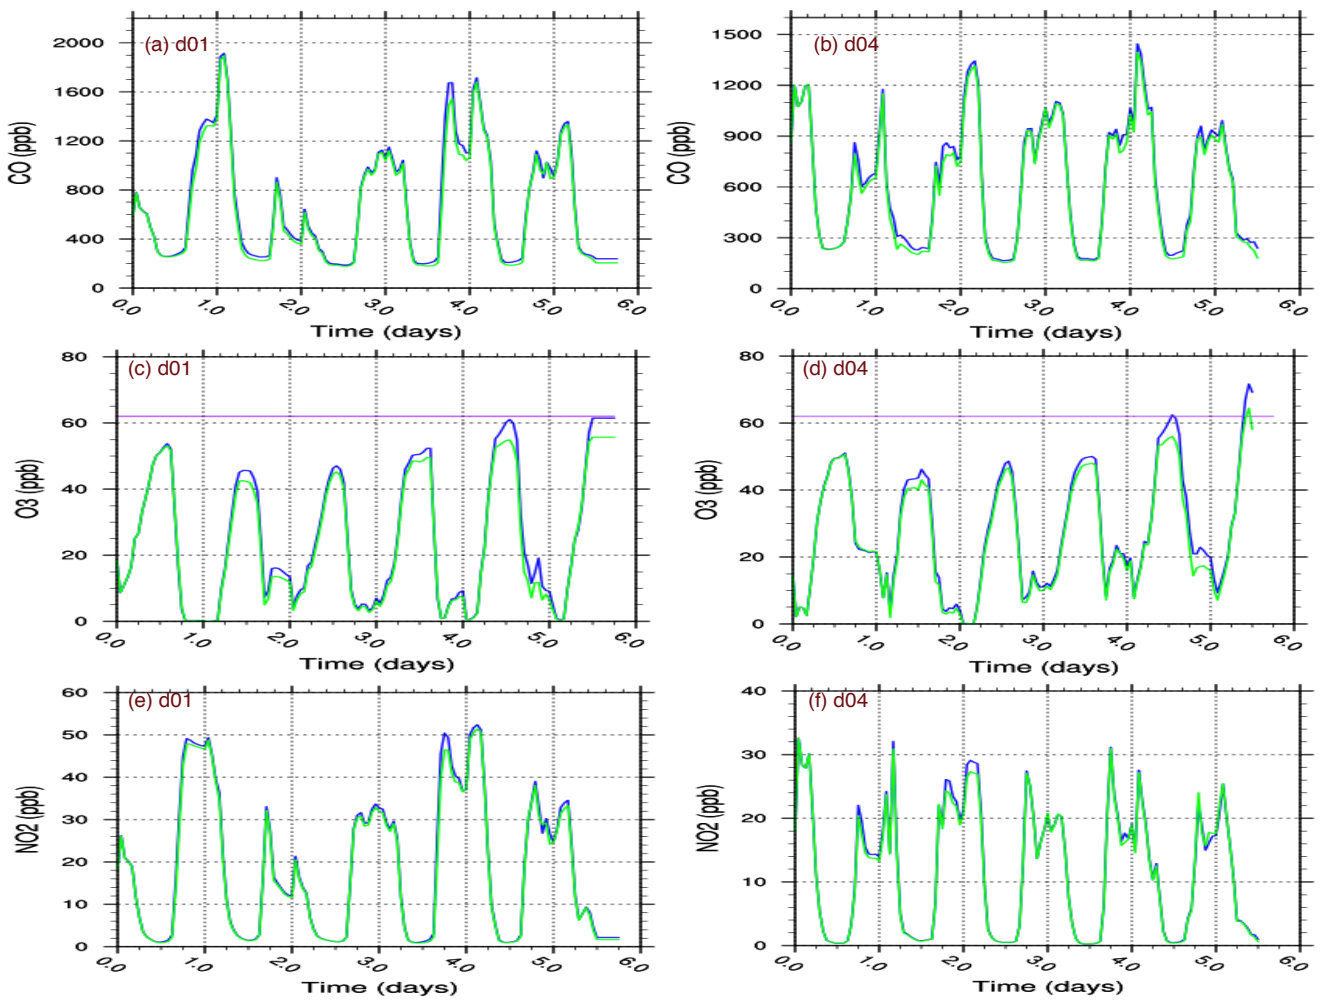 (a) d01
2000
1600
1200
800
400
0
CO (ppb)
0.0 1.0 2.0 3.0 4.0 5.0 6.0
Time (days)
(b) d04
1500
1200
900
600
300
0
CO (ppb)
0.0 1.0 2.0 3.0 4.0 5.0 6.0
Time (days)
(c) d01
80
60
40
20
0
O3 (ppb)
0.0 1.0 2.0 3.0 4.0 5.0 6.0
Time (days)
(d) d04
80
60
40
20
0
O3 (ppb)
0.0 1.0 2.0 3.0 4.0 5.0 6.0
Time (days)
(e) d01
60
50
40
30
20
10
0
NO2 (ppb)
0.0 1.0 2.0 3.0 4.0 5.0 6.0
Time (days)
(f) d04
40
30
20
10
0
NO2 (ppb)
0.0 1.0 2.0 3.0 4.0 5.0 6.0
Time (days)